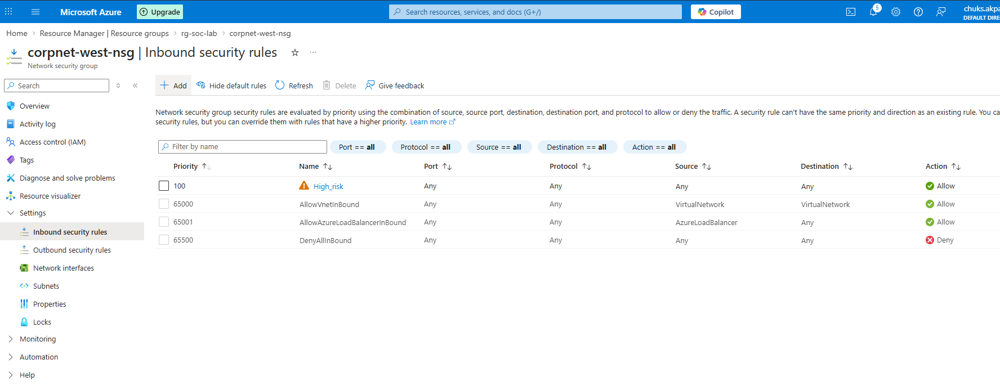 Microsoft Azure
Upgrade
Search resources, services, and docs (G+/)
Copilot
5
chuks.akpa
DEFAULT DIRE
Home > Resource Manager | Resource groups > rg-soc-lab > corpnet-west-nsg
corpnet-west-nsg | Inbound security rules
Network security group
Search
Overview
Activity log
Access control (IAM)
Tags
Diagnose and solve problems
Resource visualizer
Settings
Inbound security rules
Outbound security rules
Network interfaces
Subnets
Properties
Locks
Monitoring
Automation
Help
Add Hide default rules Refresh Delete Give feedback
Network security group security rules are evaluated by priority using the combination of source, source port, destination, destination port, and protocol to allow or deny the traffic. A security rule can't have the same priority and direction as an existing rule. You ca
security rules, but you can override them with rules that have a higher priority. Learn more
Filter by name Port == all Protocol == all Source == all Destination == all Action == all
Priority Name Port Protocol Source Destination Action
100 High_risk Any Any Any Any Allow
65000 AllowVnetInBound Any Any VirtualNetwork VirtualNetwork Allow
65001 AllowAzureLoadBalancerInBound Any Any AzureLoadBalancer Any Allow
65500 DenyAllInBound Any Any Any Any Deny